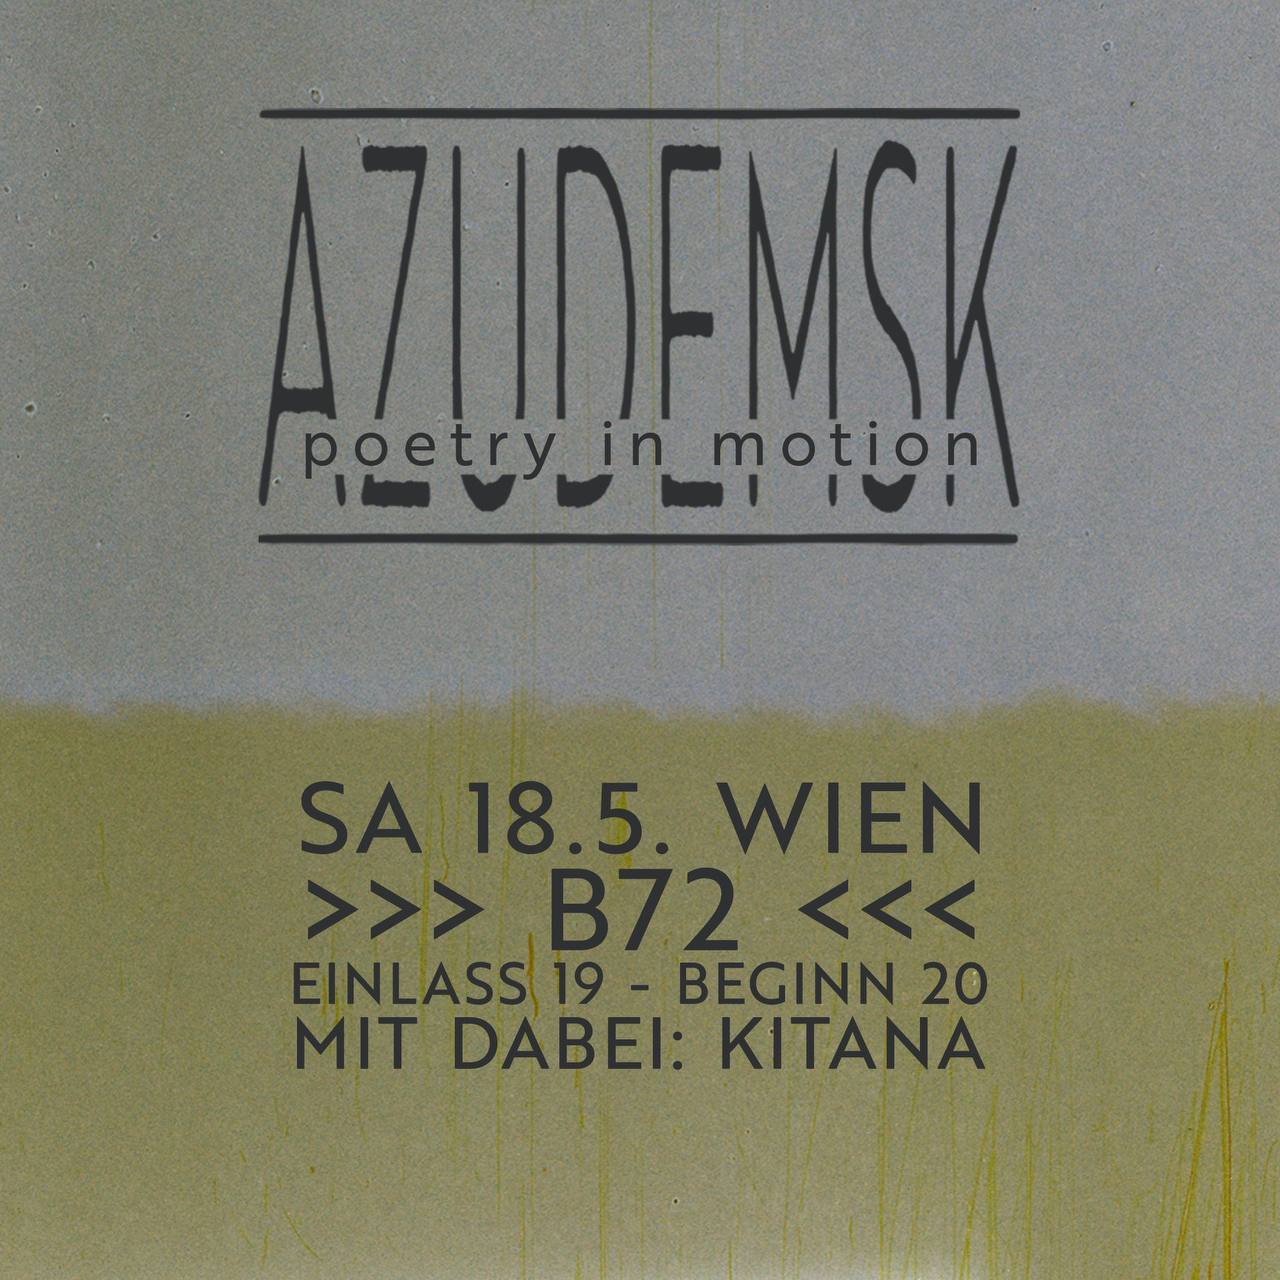 AZUDEMSK
poetry in motion
SA 18.5. WIEN
>>> B72 <<<
EINLASS 19 - BEGINN 20
MIT DABEI: KITANA